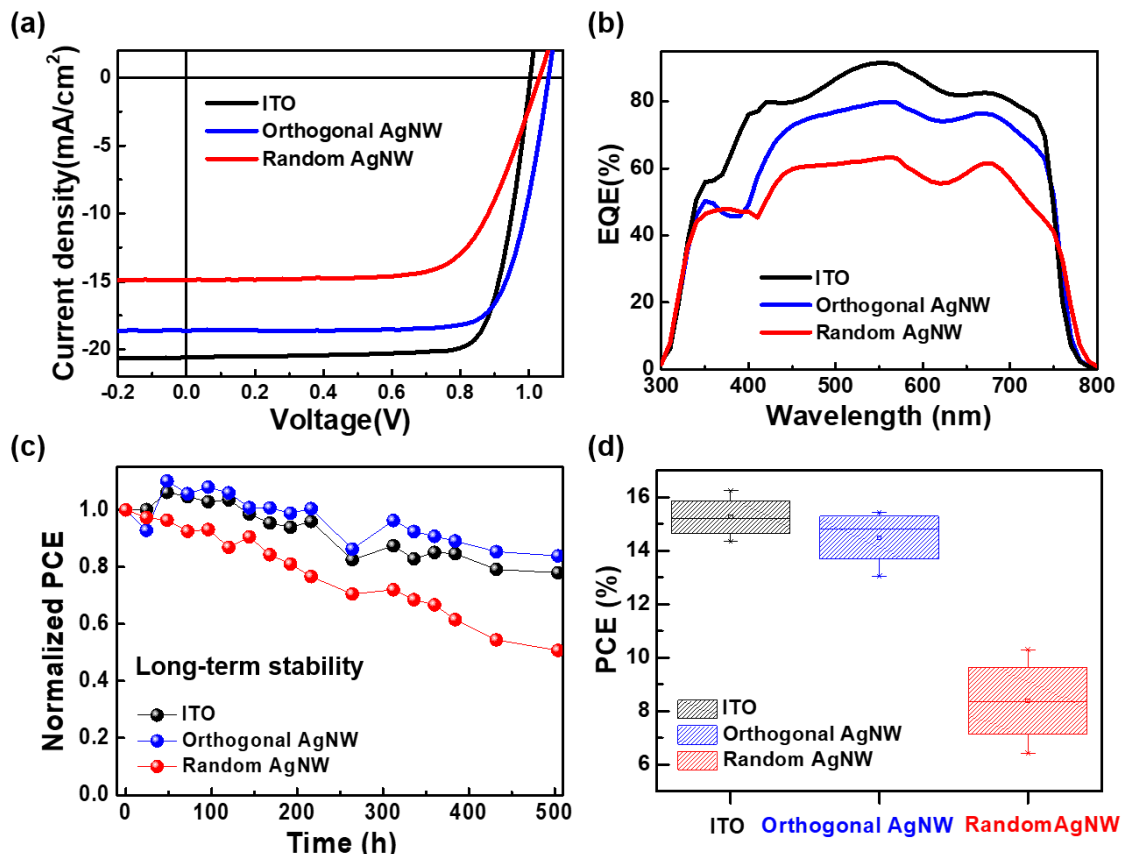 (a)
Current density(mA/cm²)
0
-5
-10
-15
-20
ITO
Orthogonal AgNW
Random AgNW
-0.2 0.0 0.2 0.4 0.6 0.8 1.0
Voltage(V)
(b)
EQE(%)
80
60
40
20
0
ITO
Orthogonal AgNW
Random AgNW
300 400 500 600 700 800
Wavelength (nm)
(c)
Normalized PCE
1.0
0.8
0.6
0.4
0.2
0.0
Long-term stability
ITO
Orthogonal AgNW
Random AgNW
0 100 200 300 400 500
Time (h)
(d)
PCE (%)
16
14
12
10
8
6
ITO
Orthogonal AgNW
Random AgNW
ITO Orthogonal AgNW RandomAgNW